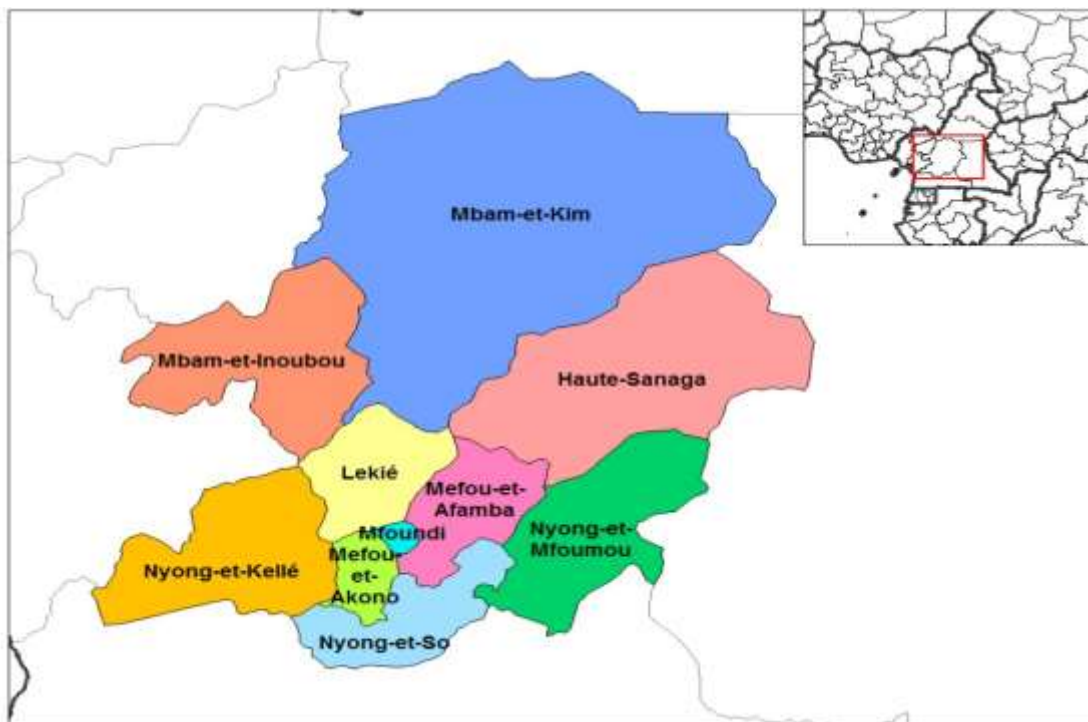 Mbam-et-Kim
Mbam-et-Inoubou
Haute-Sanaga
Lekié
Mefou-et-
Afamba
Mfoundi
Nyong-et-
Mfoumou
Mefou-
et-
Akono
Nyong-et-Kellé
Nyong-et-So